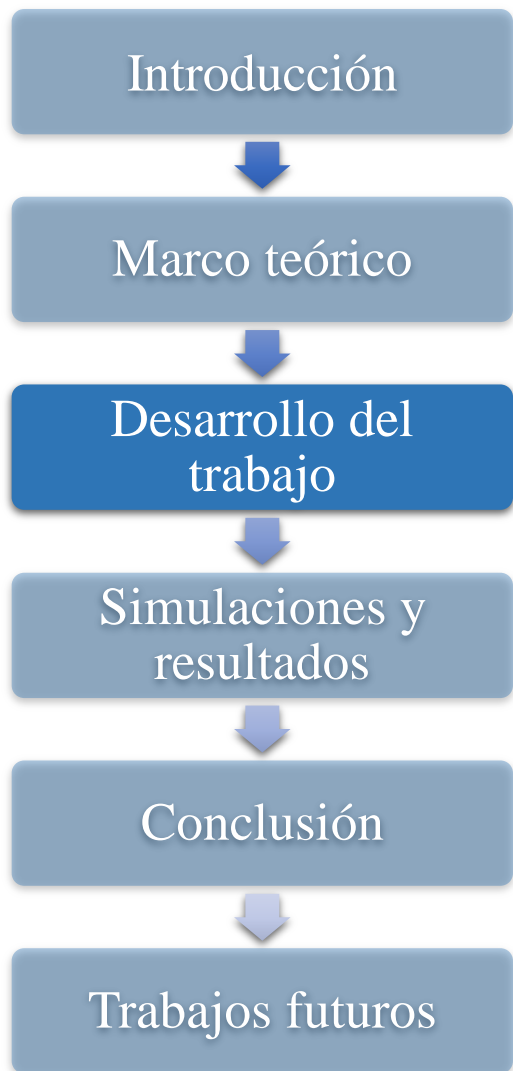 Introducción
Marco teórico
Desarrollo del
trabajo
Simulaciones y
resultados
Conclusión
Trabajos futuros